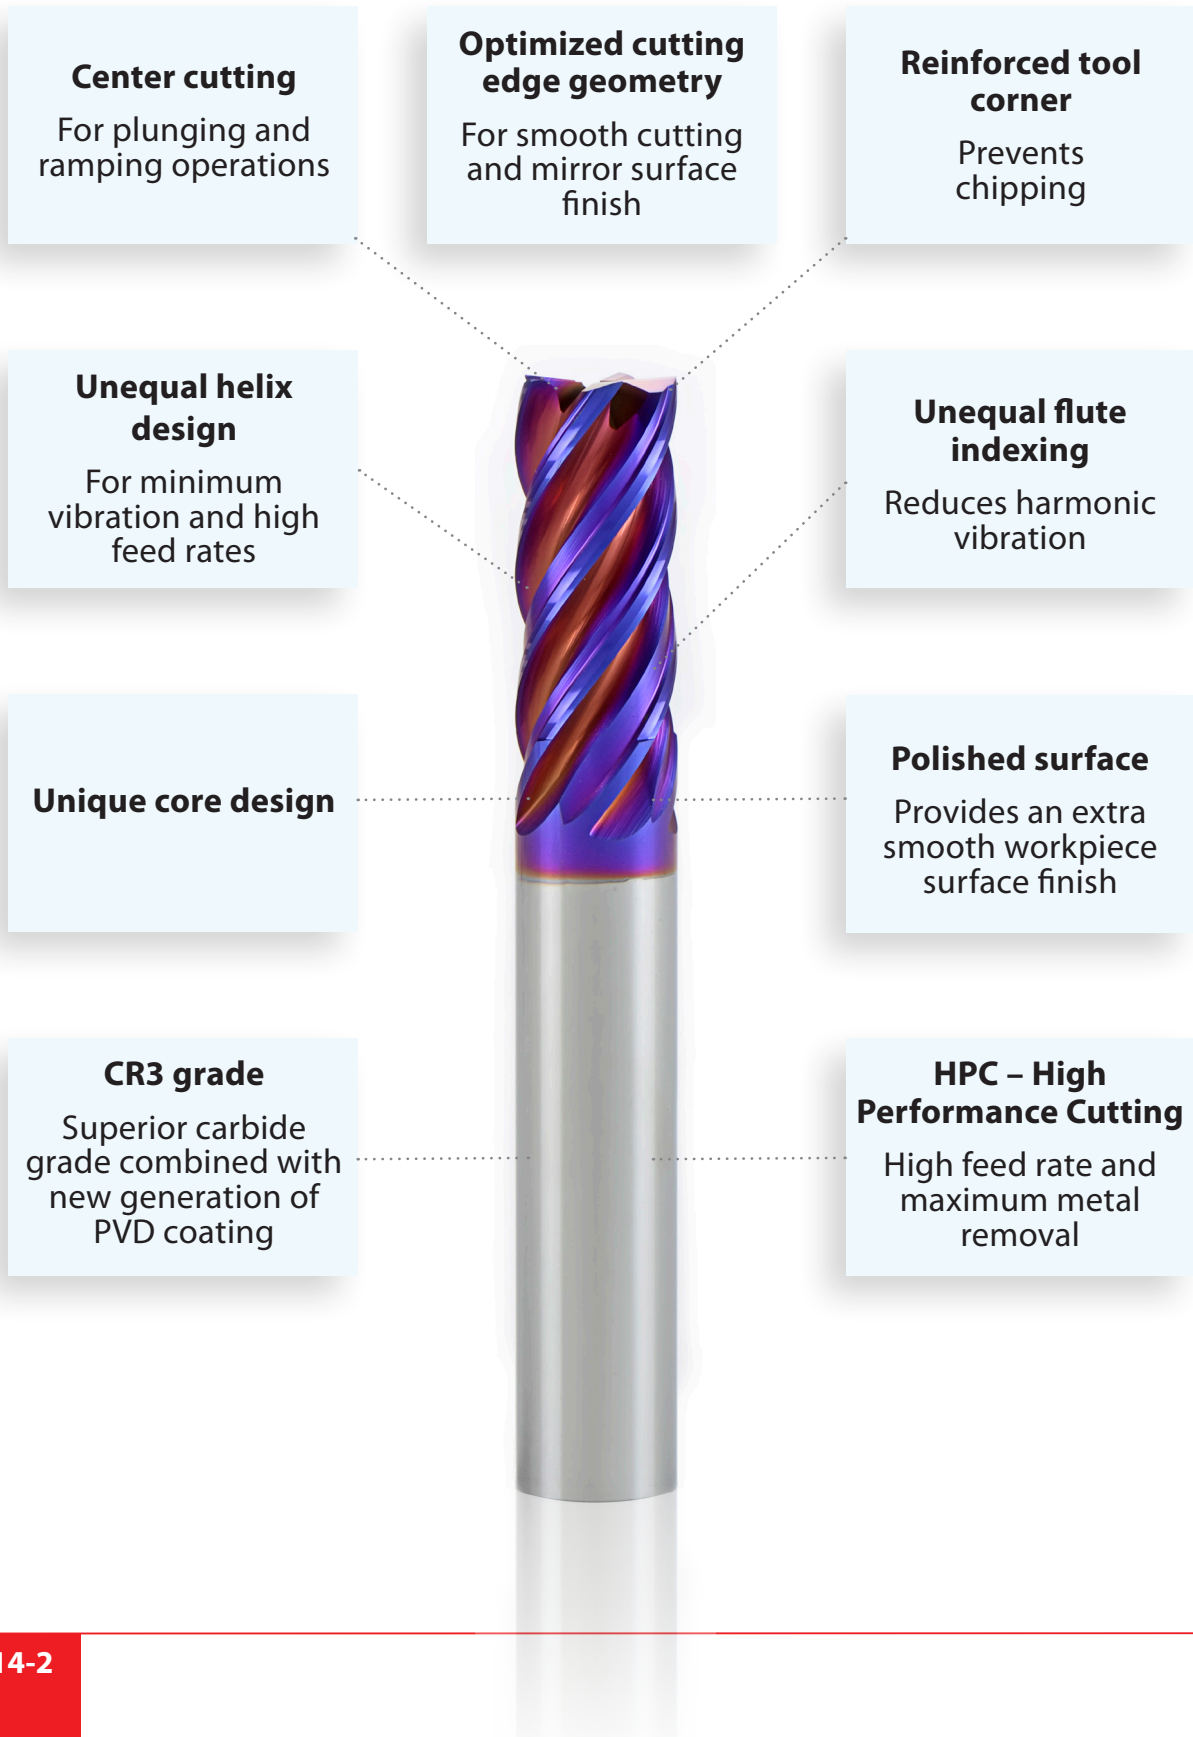 Center cutting
For plunging and
ramping operations
Optimized cutting
edge geometry
For smooth cutting
and mirror surface
finish
Reinforced tool
corner
Prevents
chipping
Unequal helix
design
For minimum
vibration and high
feed rates
Unequal flute
indexing
Reduces harmonic
vibration
Unique core design
Polished surface
Provides an extra
smooth workpiece
surface finish
CR3 grade
Superior carbide
grade combined with
new generation of
PVD coating
HPC – High
Performance Cutting
High feed rate and
maximum metal
removal
14-2